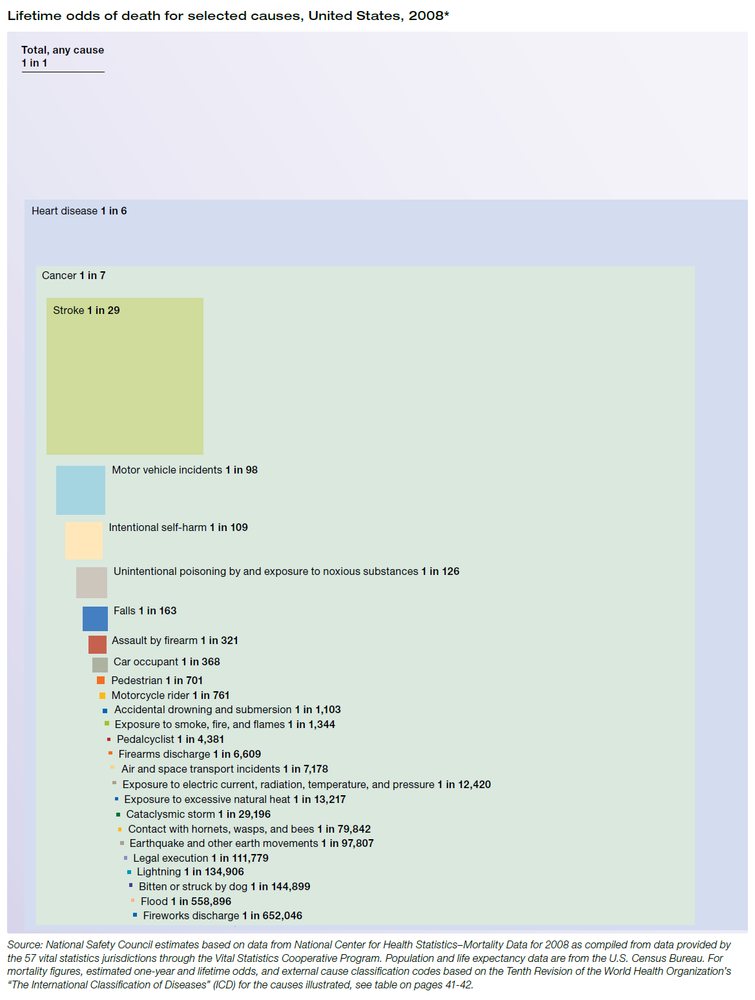 Lifetime odds of death for selected causes, United States, 2008*
Total, any cause
1 in 1
Heart disease 1 in 6
Cancer 1 in 7
Stroke 1 in 29
Motor vehicle incidents 1 in 98
Intentional self-harm 1 in 109
Unintentional poisoning by and exposure to noxious substances 1 in 126
Falls 1 in 163
Assault by firearm 1 in 321
Car occupant 1 in 368
Pedestrian 1 in 701
Motorcycle rider 1 in 761
Accidental drowning and submersion 1 in 1,103
Exposure to smoke, fire, and flames 1 in 1,344
Pedalcyclist 1 in 4,381
Firearms discharge 1 in 6,609
Air and space transport incidents 1 in 7,178
Exposure to electric current, radiation, temperature, and pressure 1 in 12,420
Exposure to excessive natural heat 1 in 13,217
Cataclysmic storm 1 in 29,196
Contact with hornets, wasps, and bees 1 in 79,842
Earthquake and other earth movements 1 in 97,807
Legal execution 1 in 111,779
Lightning 1 in 134,906
Bitten or struck by dog 1 in 144,899
Flood 1 in 558,896
Fireworks discharge 1 in 652,046
Source: National Safety Council estimates based on data from National Center for Health Statistics–Mortality Data for 2008 as compiled from data provided by
the 57 vital statistics jurisdictions through the Vital Statistics Cooperative Program. Population and life expectancy data are from the U.S. Census Bureau. For
mortality figures, estimated one-year and lifetime odds, and external cause classification codes based on the Tenth Revision of the World Health Organization's
“The International Classification of Diseases” (ICD) for the causes illustrated, see table on pages 41-42.